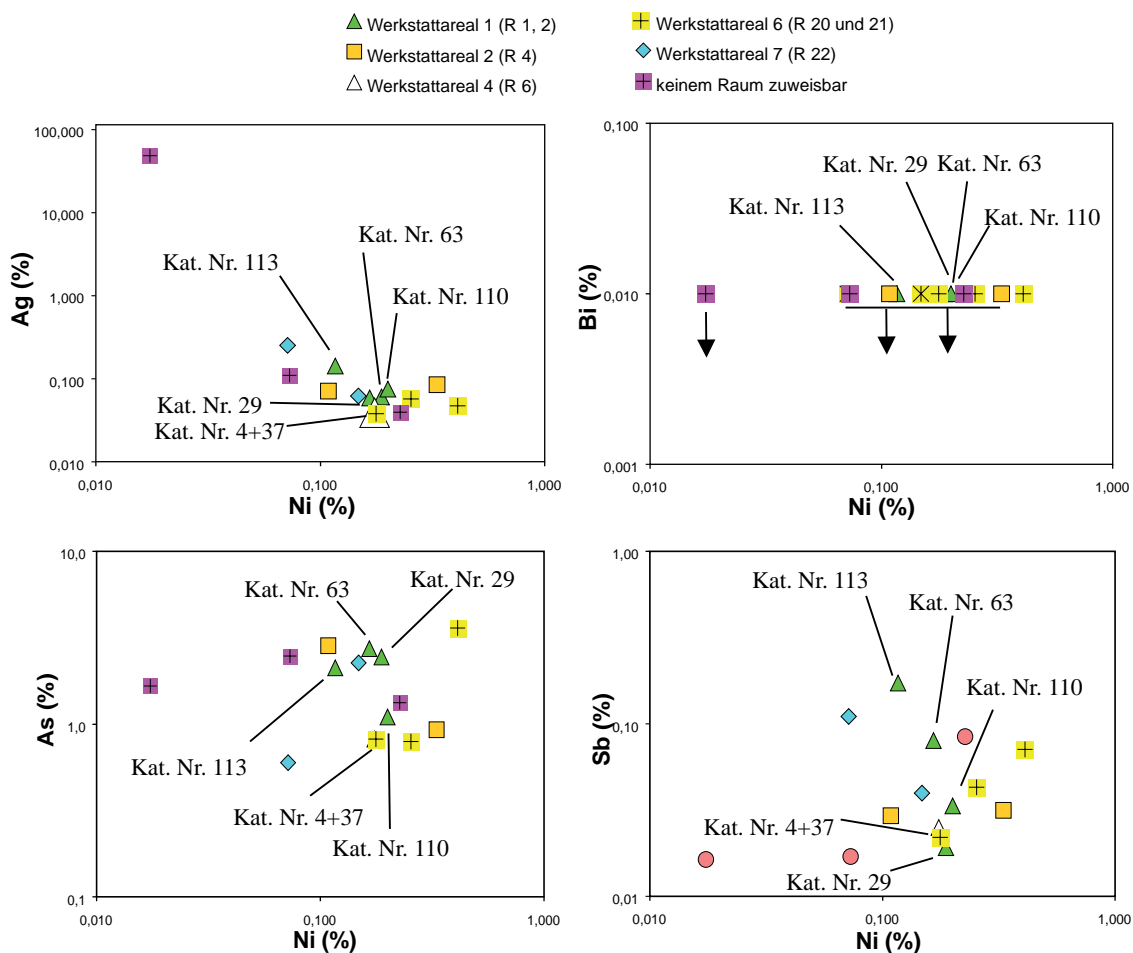 Werkstattareal 1 (R 1, 2)
Werkstattareal 2 (R 4)
Werkstattareal 4 (R 6)
Werkstattareal 6 (R 20 und 21)
Werkstattareal 7 (R 22)
keinem Raum zuweisbar
100,000
10,000
1,000
0,100
0,010
Ag (%)
Kat. Nr. 63
Kat. Nr. 113
Kat. Nr. 110
Kat. Nr. 29
Kat. Nr. 4+37
0,010
0,100
1,000
Ni (%)
0,100
0,010
0,001
Bi (%)
Kat. Nr. 63
Kat. Nr. 29
Kat. Nr. 113
Kat. Nr. 110
0,010
0,100
1,000
Ni (%)
10,0
1,0
0,1
As (%)
Kat. Nr. 29
Kat. Nr. 63
Kat. Nr. 113
Kat. Nr. 4+37
Kat. Nr. 110
0,010
0,100
1,000
Ni (%)
1,00
0,10
0,01
Sb (%)
Kat. Nr. 113
Kat. Nr. 63
Kat. Nr. 110
Kat. Nr. 4+37
Kat. Nr. 29
0,010
0,100
1,000
Ni (%)